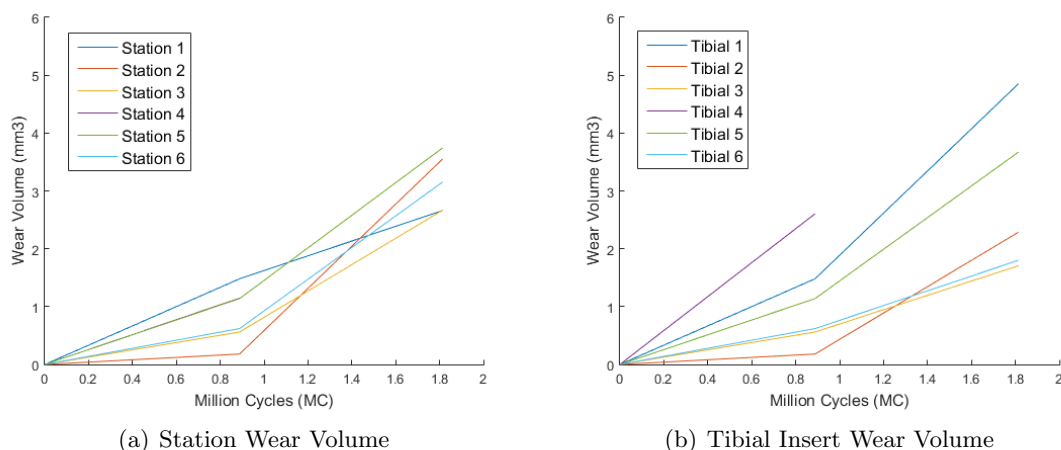 6
5
4
3
2
1
0
Wear Volume (mm3)
Station 1
Station 2
Station 3
Station 4
Station 5
Station 6
0 0.2 0.4 0.6 0.8 1 1.2 1.4 1.6 1.8 2
Million Cycles (MC)
(a) Station Wear Volume
6
5
4
3
2
1
0
Wear Volume (mm3)
Tibial 1
Tibial 2
Tibial 3
Tibial 4
Tibial 5
Tibial 6
0 0.2 0.4 0.6 0.8 1 1.2 1.4 1.6 1.8 2
Million Cycles (MC)
(b) Tibial Insert Wear Volume